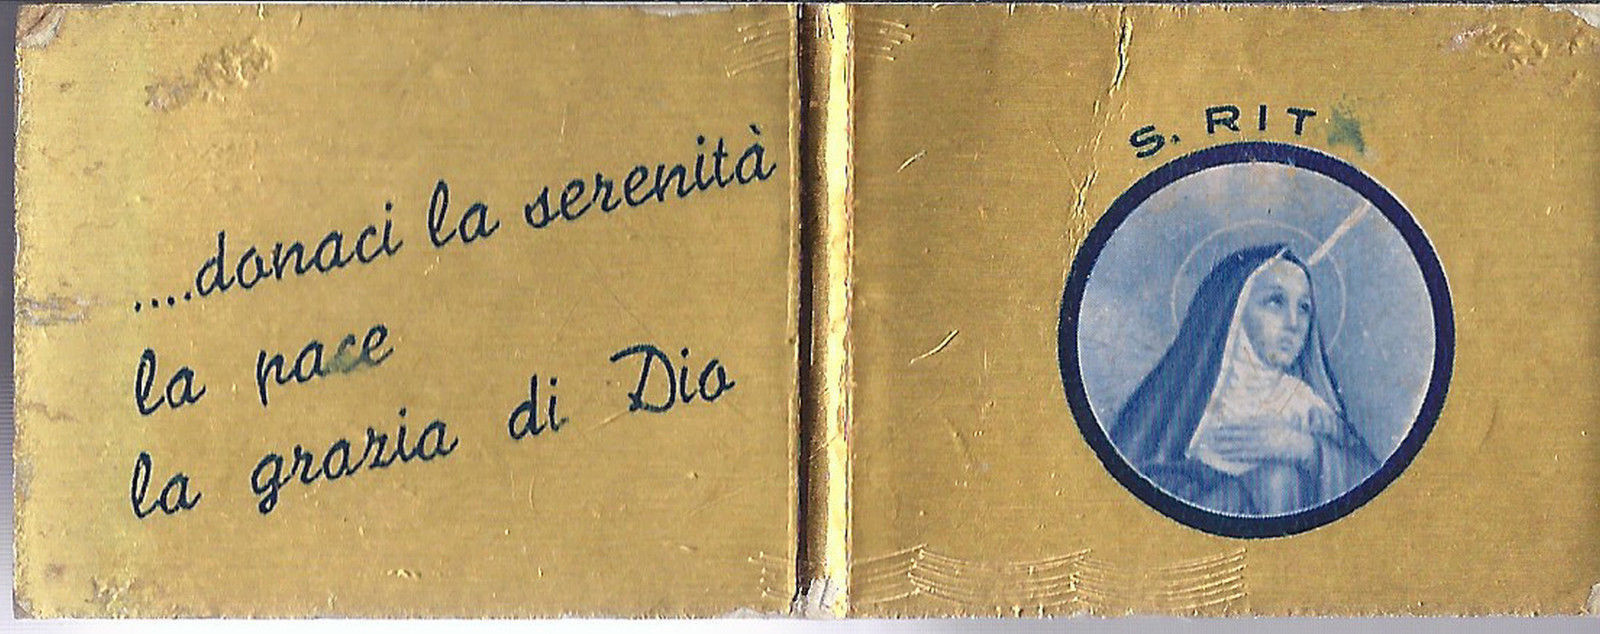 ....donaci la serenità
la pace
la grazia di Dio
S. RIT